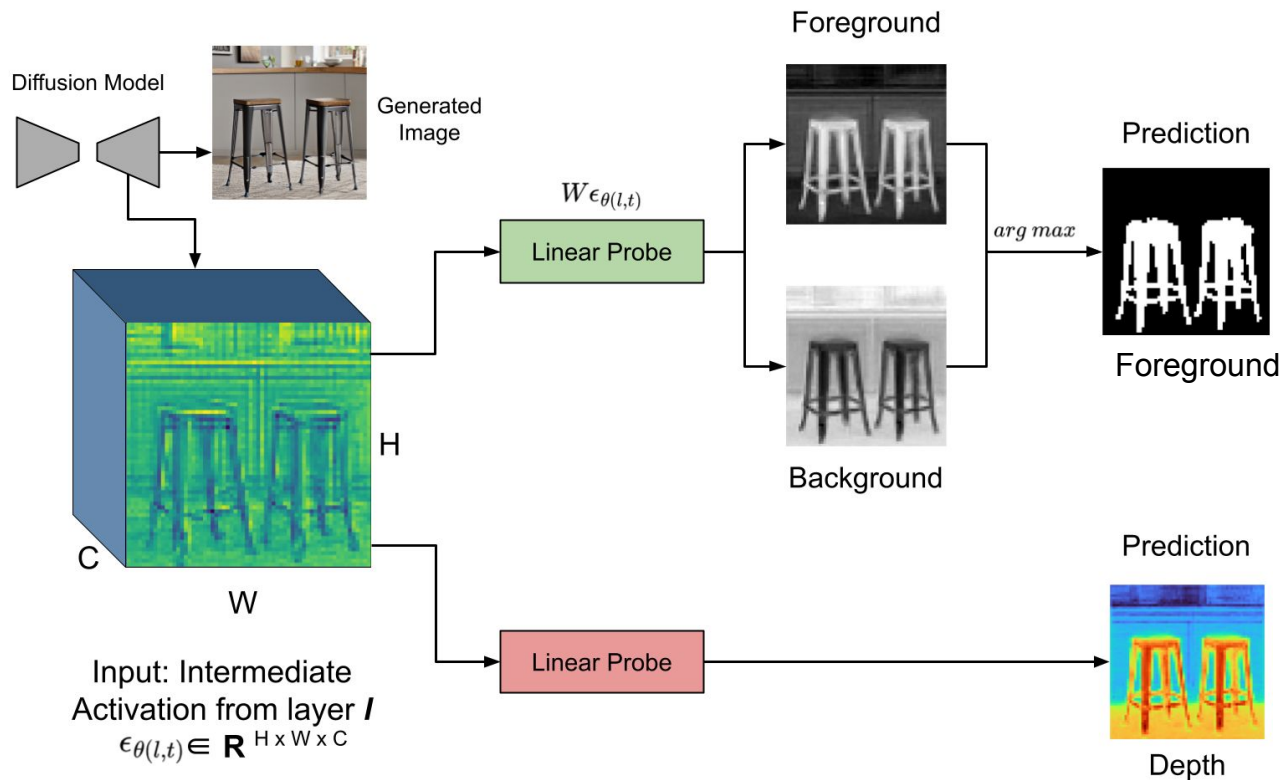 Diffusion Model
Generated
Image
Foreground
Wϵθ(l,t)
Linear Probe
arg max
Prediction
Foreground
Background
H
C
W
Input: Intermediate
Activation from layer l
ϵθ(l,t) ∈ R H x W x C
Linear Probe
Prediction
Depth